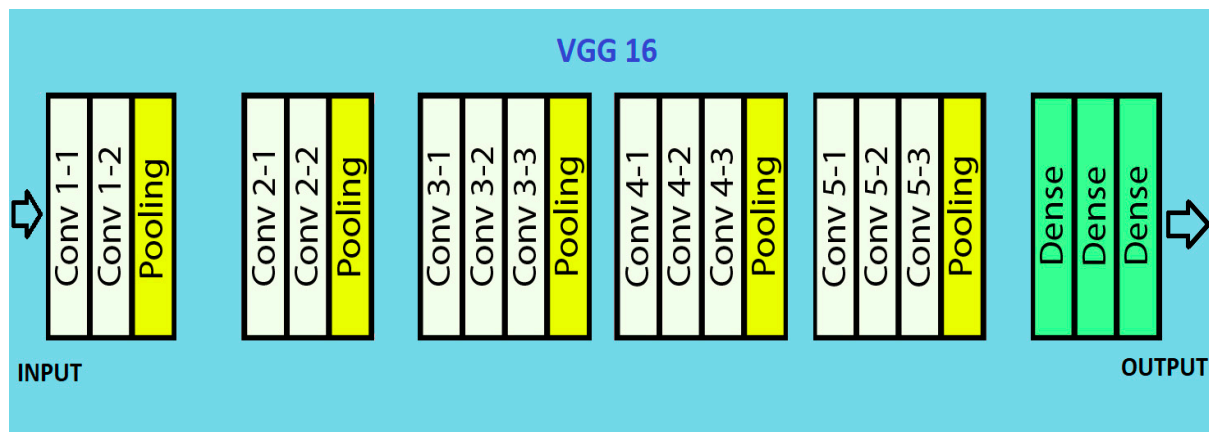 VGG 16
Conv 1-1
Conv 1-2
Pooling
Conv 2-1
Conv 2-2
Pooling
Conv 3-1
Conv 3-2
Conv 3-3
Pooling
Conv 4-1
Conv 4-2
Conv 4-3
Pooling
Conv 5-1
Conv 5-2
Conv 5-3
Pooling
Dense
Dense
Dense
INPUT
OUTPUT